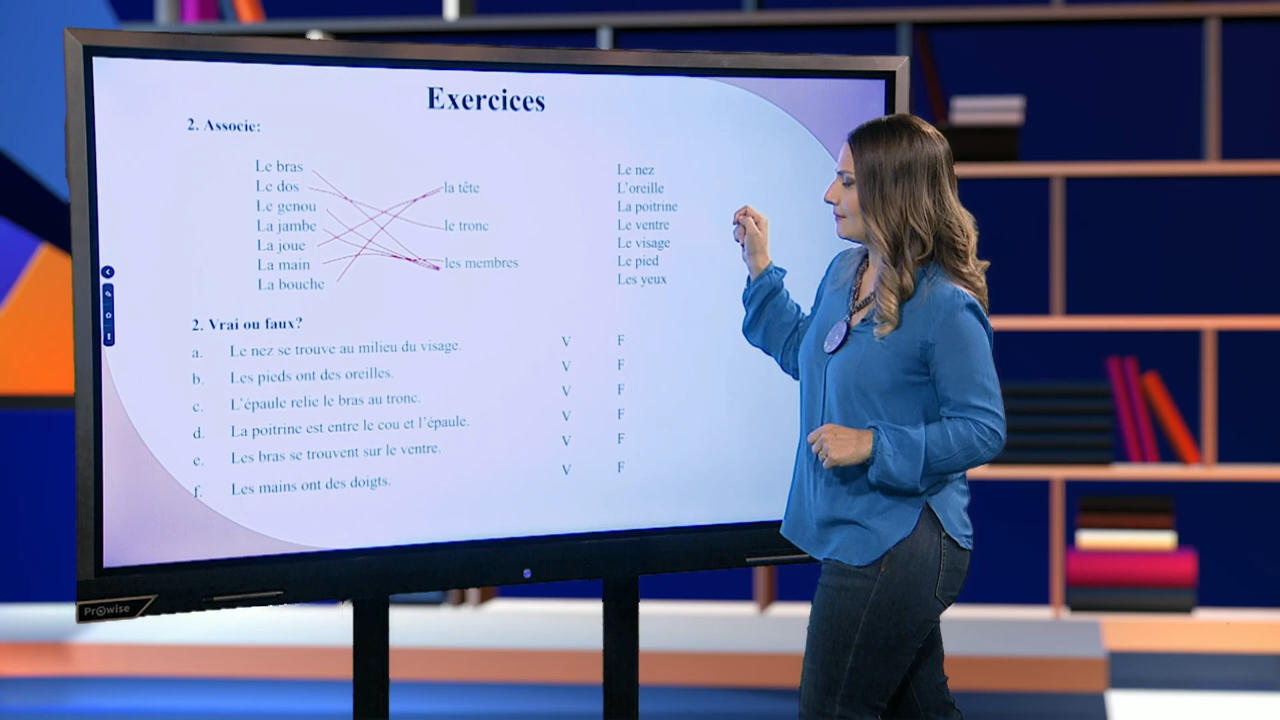 Exercices
2. Associe:
Le bras
Le dos
Le genou
La jambe
La joue
La main
La bouche
la tête
le tronc
les membres
Le nez
L'oreille
La poitrine
Le ventre
Le visage
Le pied
Les yeux
2. Vrai ou faux?
a. Le nez se trouve au milieu du visage. V F
b. Les pieds ont des oreilles. V F
c. L'épaule relie le bras au tronc. V F
d. La poitrine est entre le cou et l'épaule. V F
e. Les bras se trouvent sur le ventre. V F
f. Les mains ont des doigts. V F
Prowise